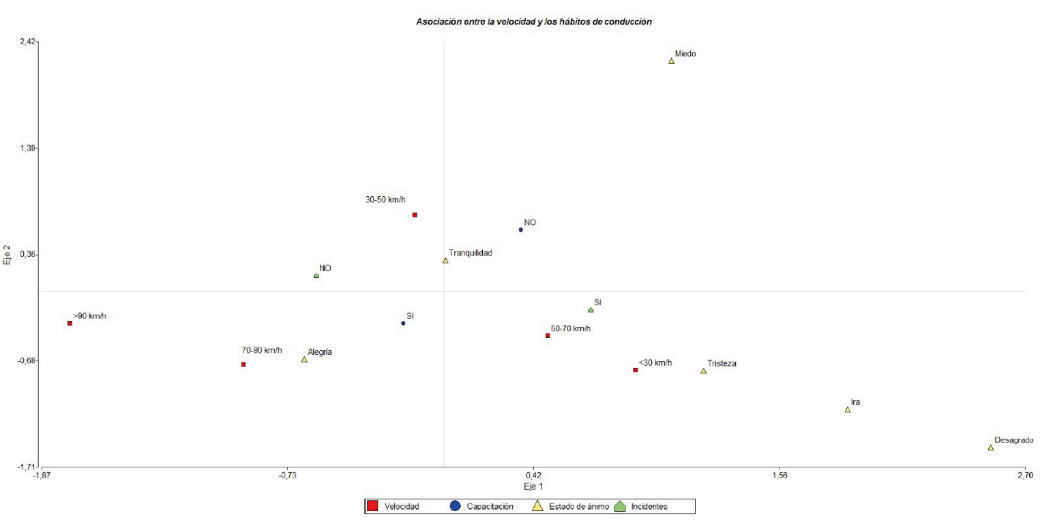 Asociación entre la velocidad y los hábitos de conducción
2,42
Miedo
1,39
30-50 km/h
NO
Eje 2
0,36
Tranquilidad
NO
SI
>90 km/h
SI
50-70 km/h
70-90 km/h
Alegría
-0,68
<30 km/h
Tristeza
Ira
Desagrado
-1,71
-1,87
-0,73
0,42
1,56
2,70
Eje 1
Velocidad
Capacitación
Estado de ánimo
Incidentes